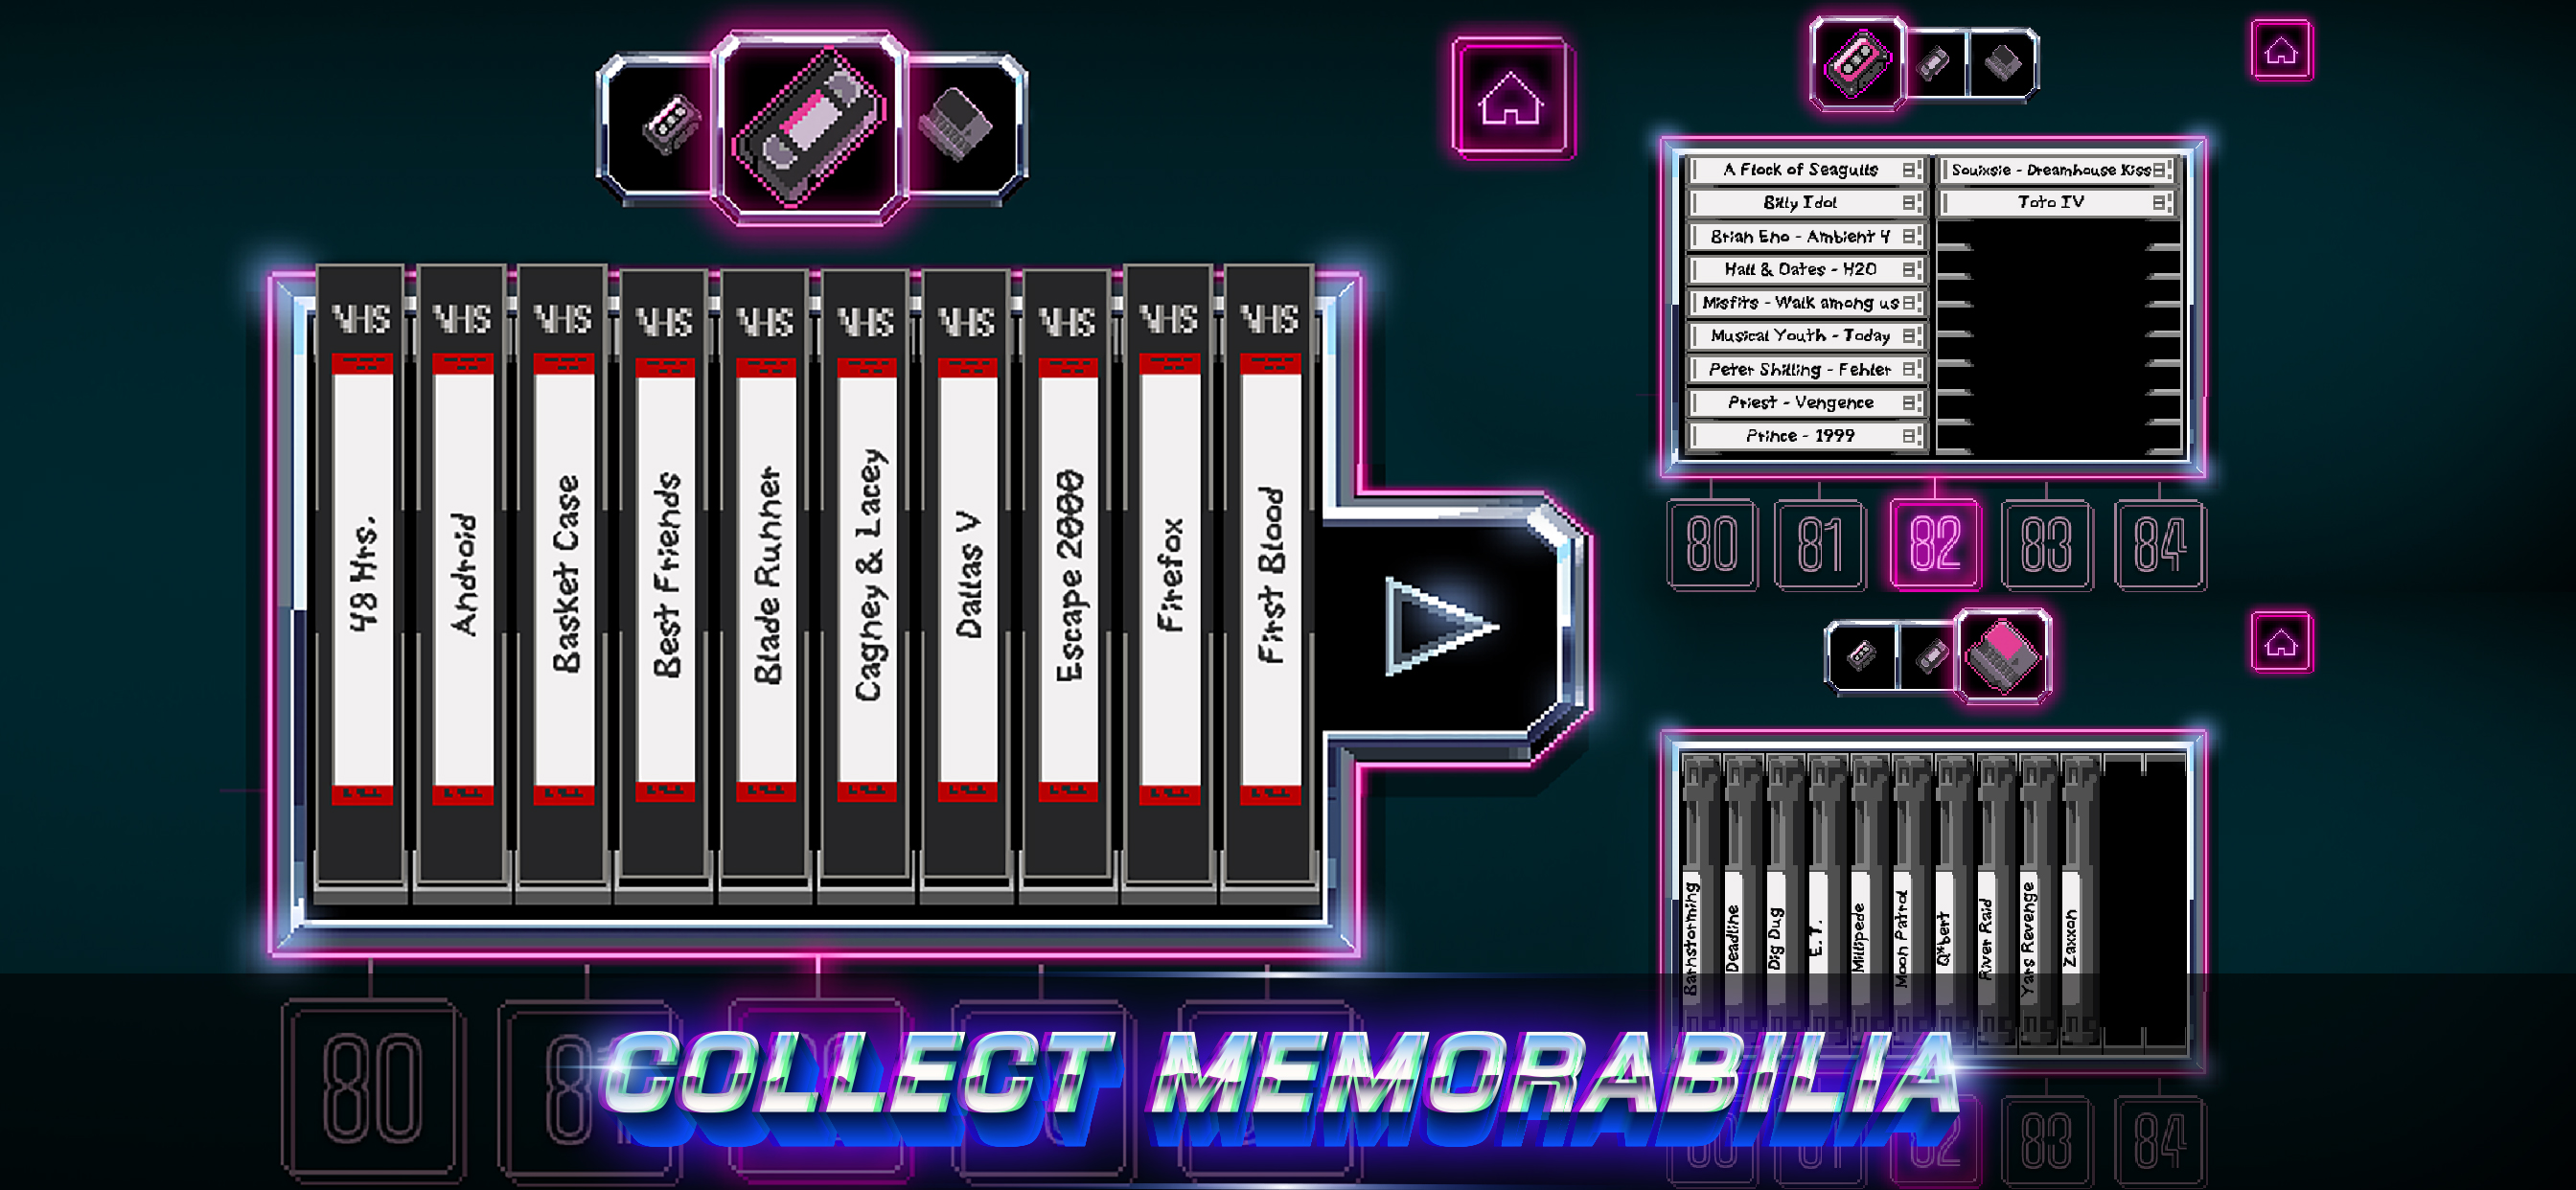 VHS VHS VHS VHS VHS VHS VHS VHS VHS VHS
48 Hrs.
Android
Basket Case
Best Friends
Blade Runner
Cagney & Lacey
Dallas V
Escape 2000
Firefox
First Blood
80
A Flock of Seagulls
Billy Idol
Brian Eno - Ambient 4
Hall & Oates - H2O
Misfits - Walk among us
Musical Youth - Today
Peter Shilling - Fehler
Priest - Vengence
Prince - 1999
Souixsie - Dreamhouse Kiss
Toto IV
80 81 82 83 84
Barnstorming
Deadline
Dig Dug
E.T.
Millipede
Moon Patrol
Q*bert
River Raid
Yars Revenge
Zaxxon
80 81 82 83 84
COLLECT MEMORABILIA